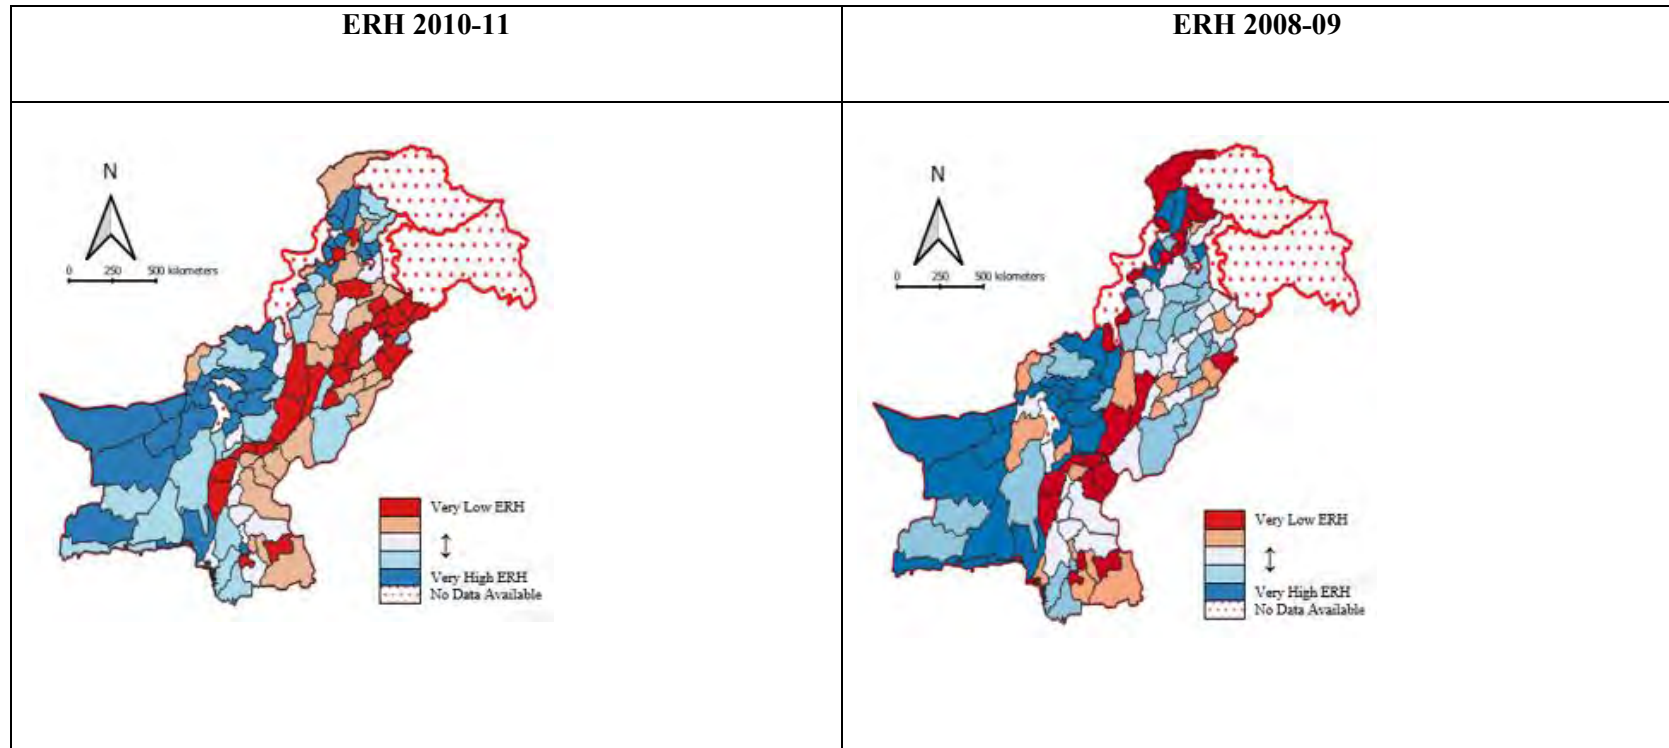 ERH 2010-11
ERH 2008-09
N
0 250 500 kilometers
Very Low ERH
↕
Very High ERH
No Data Available
N
0 250 500 kilometers
Very Low ERH
↕
Very High ERH
No Data Available